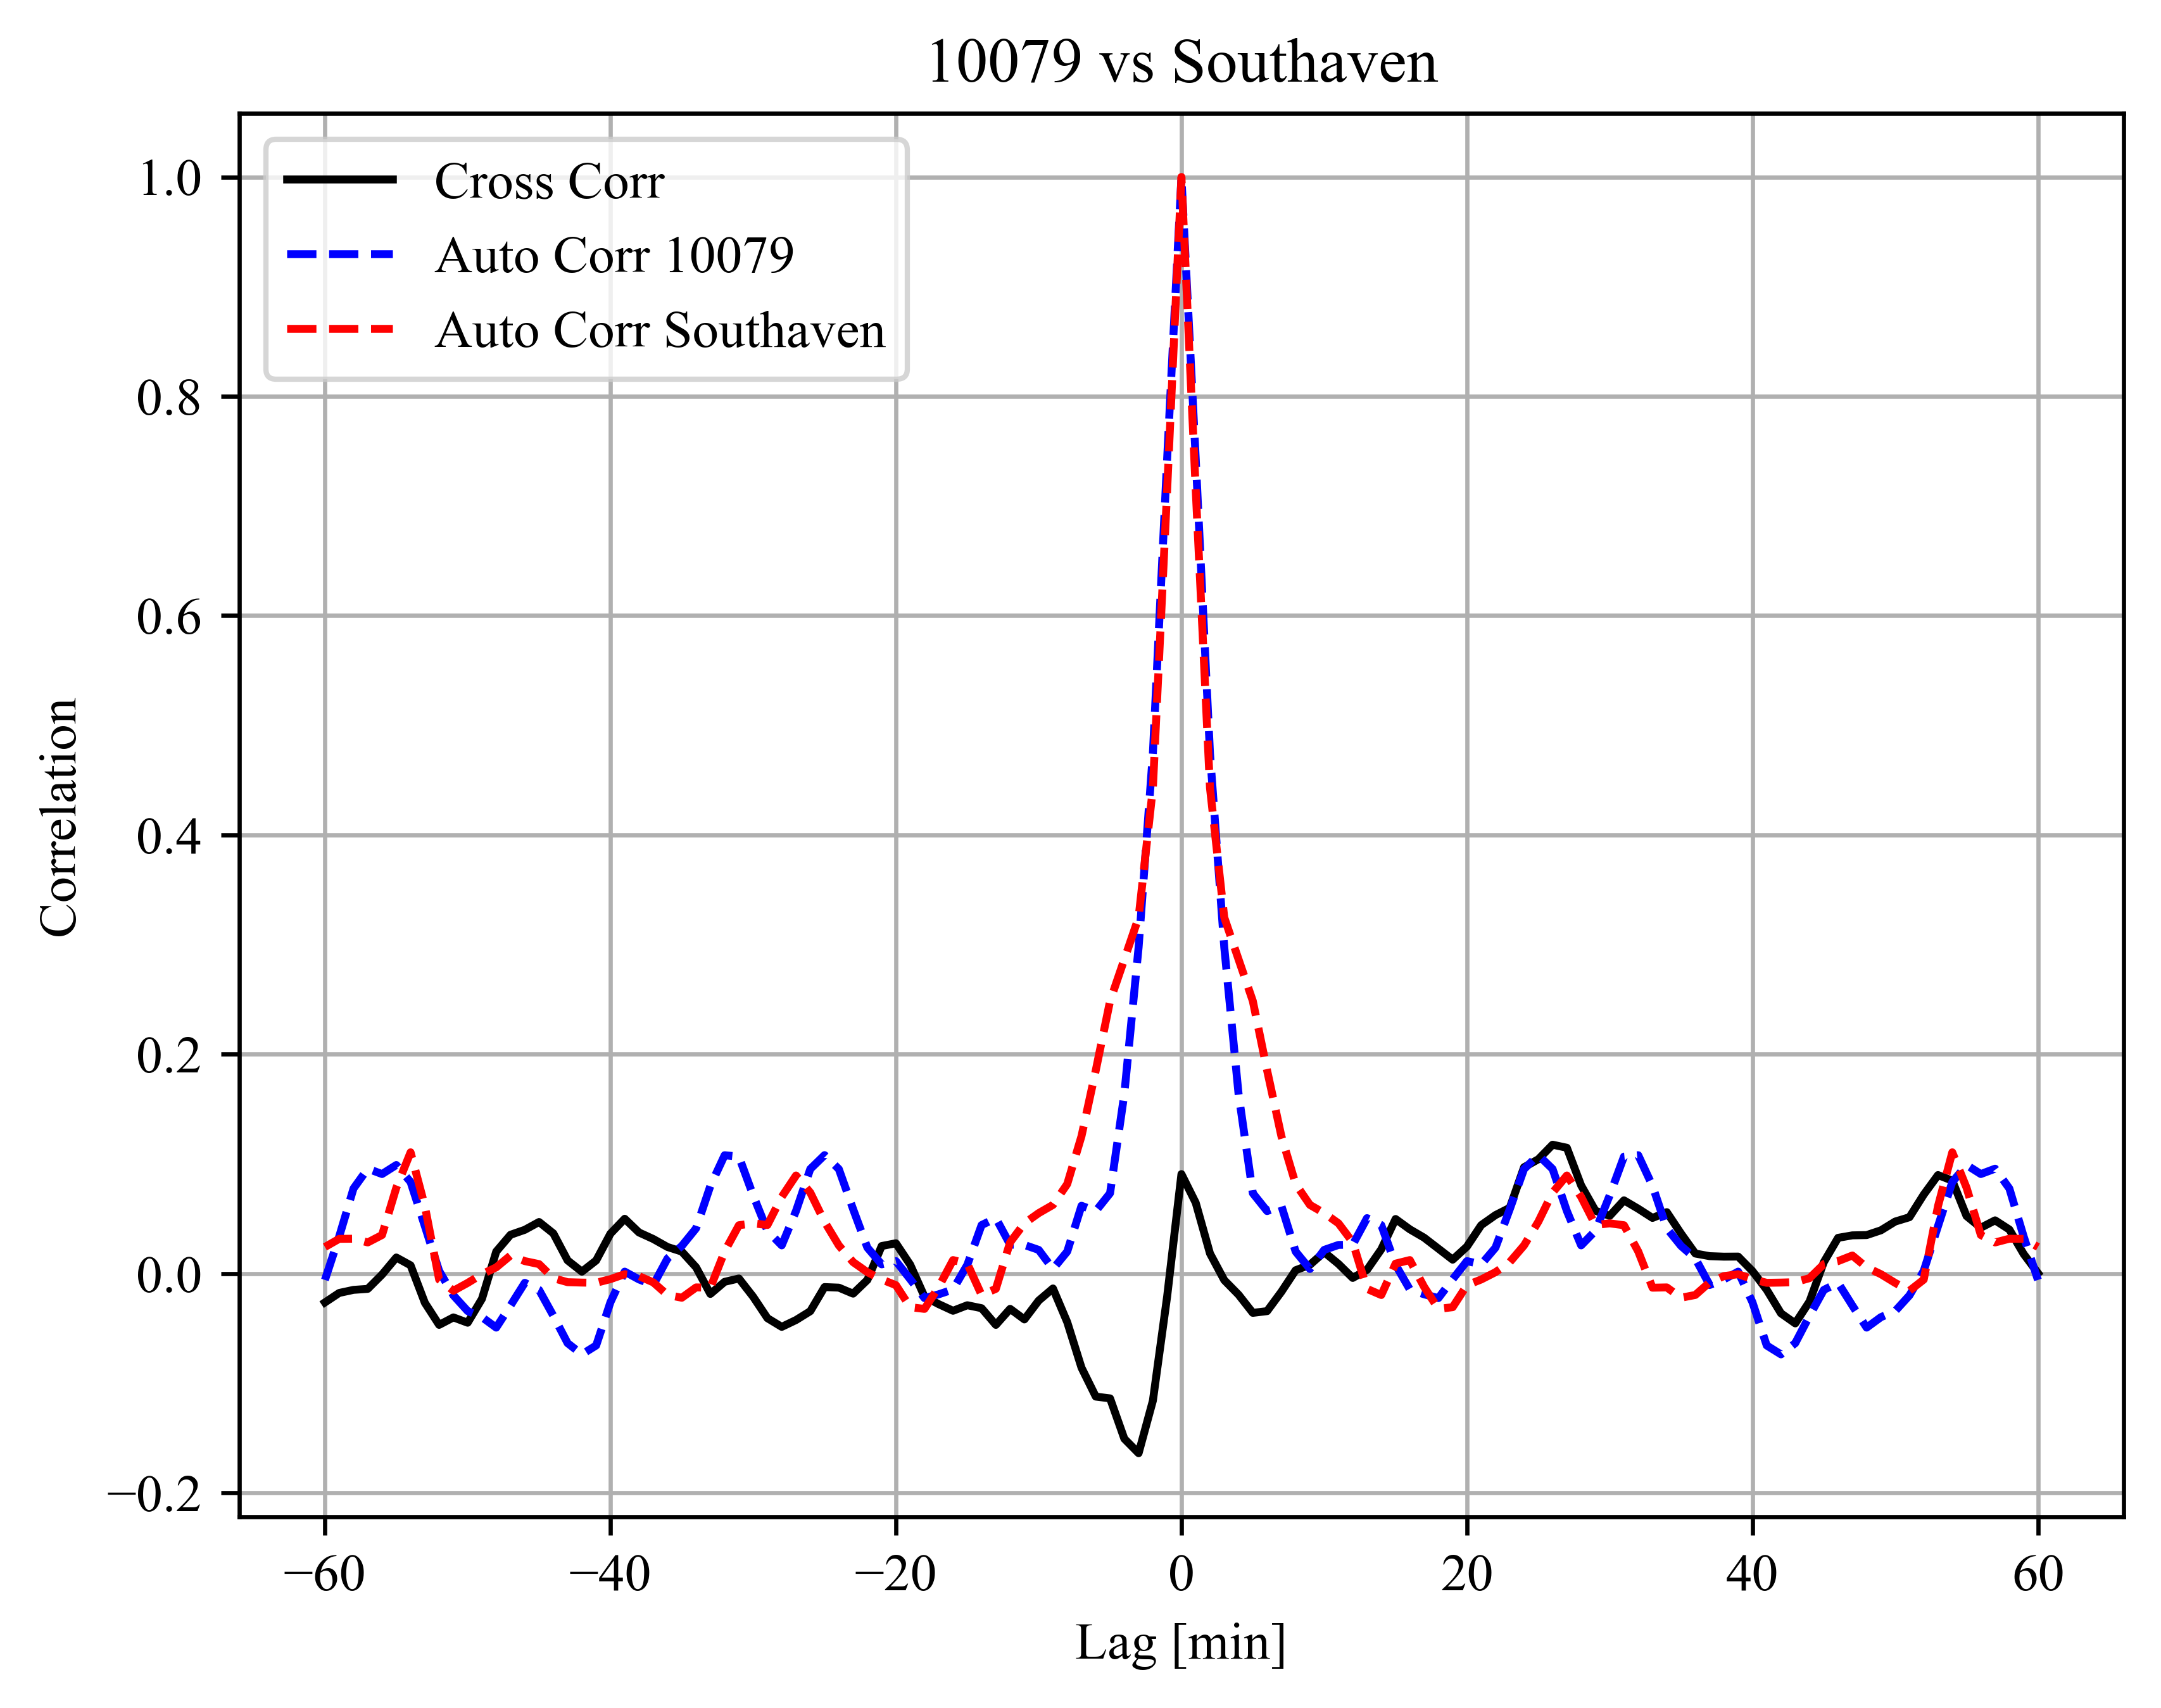 10079 vs Southaven
Cross Corr
Auto Corr 10079
Auto Corr Southaven
1.0
0.8
0.6
0.4
0.2
0.0
−0.2
Correlation
−60 −40 −20 0 20 40 60
Lag [min]